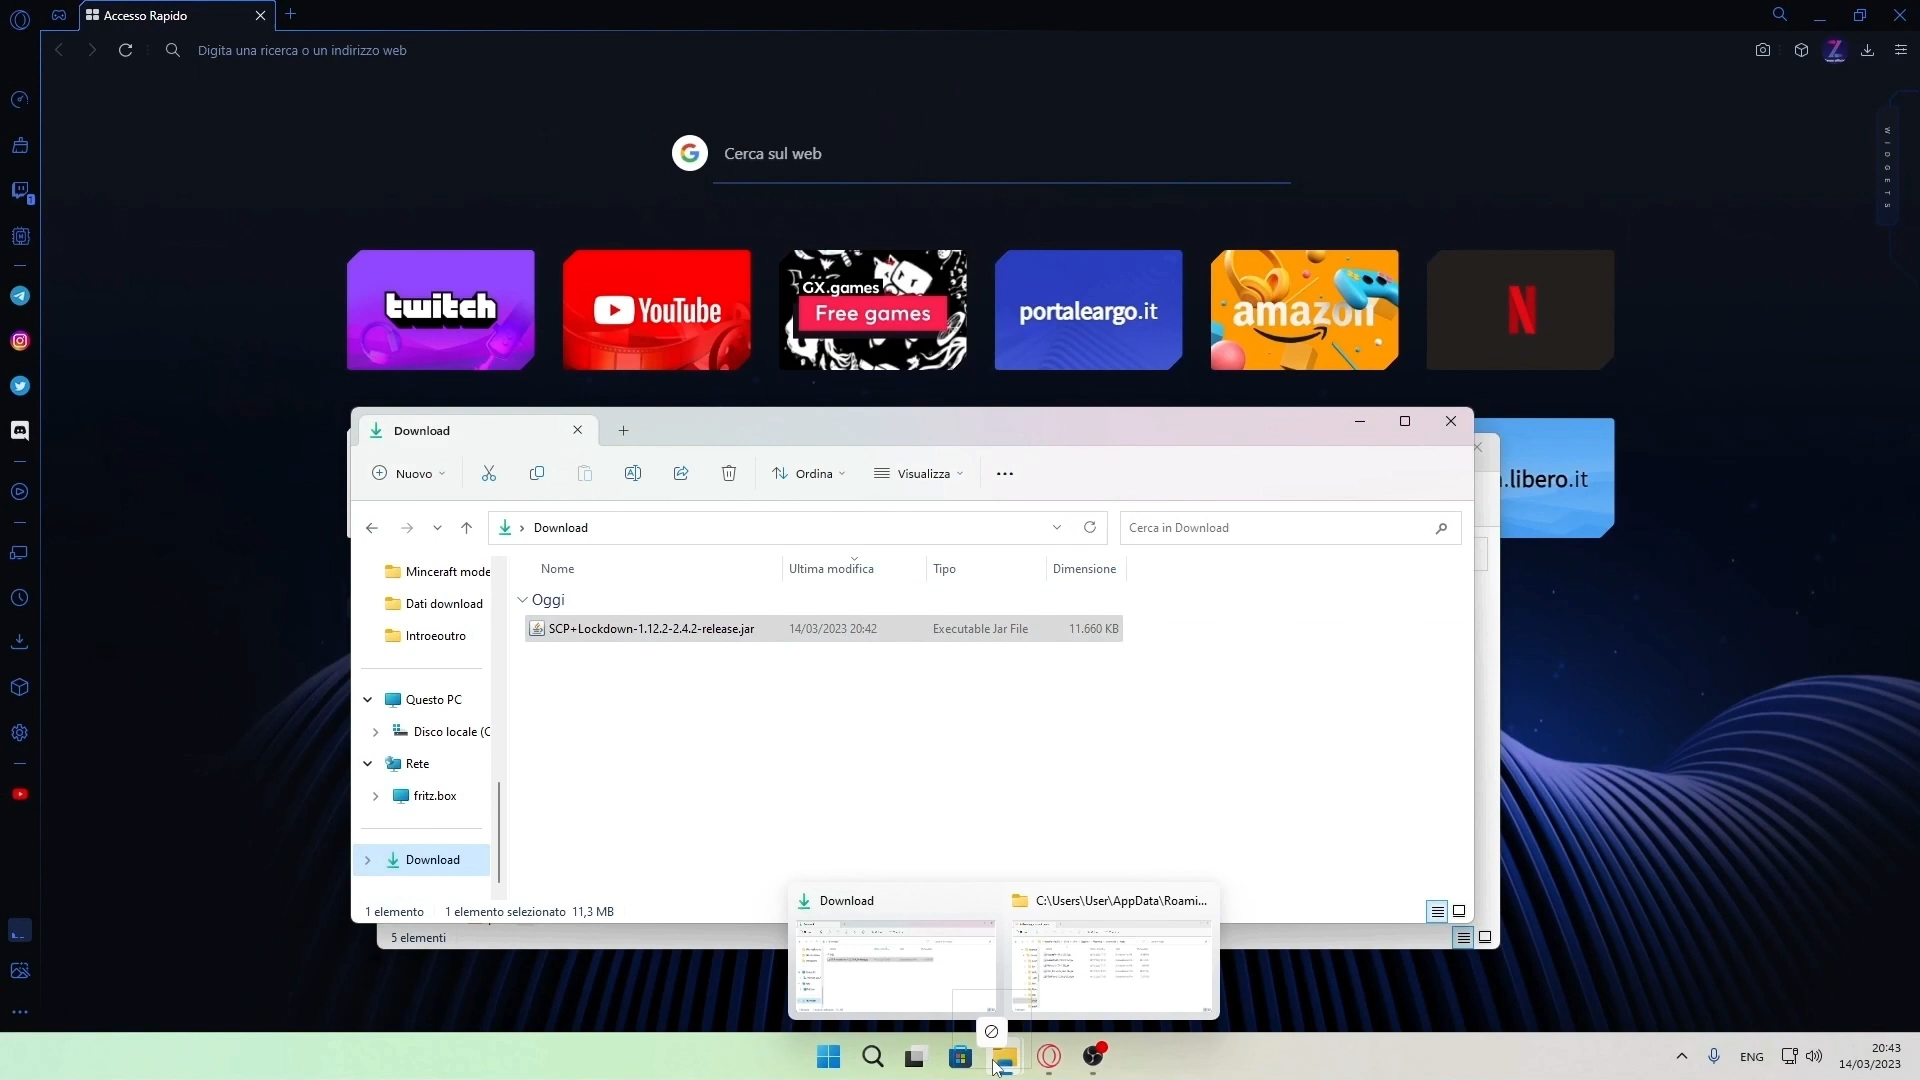 Accesso Rapido
Digita una ricerca o un indirizzo web
Cerca sul web
WIDGETS
1
twitch
YouTube
GX.games
Free games
portaleargo.it
amazon
N
.libero.it
Download
Nuovo
Ordina
Visualizza
Download
Cerca in Download
Nome
Ultima modifica
Tipo
Dimensione
Minceraft mode
Dati download
Introeoutro
Oggi
SCP+Lockdown-1.12.2-2.4.2-release.jar
14/03/2023 20:42
Executable Jar File
11.660 KB
Questo PC
Disco locale (C
Rete
fritz.box
Download
1 elemento
1 elemento selezionato 11,3 MB
5 elementi
Download
C:\Users\User\AppData\Roami...
ENG
20:43
14/03/2023